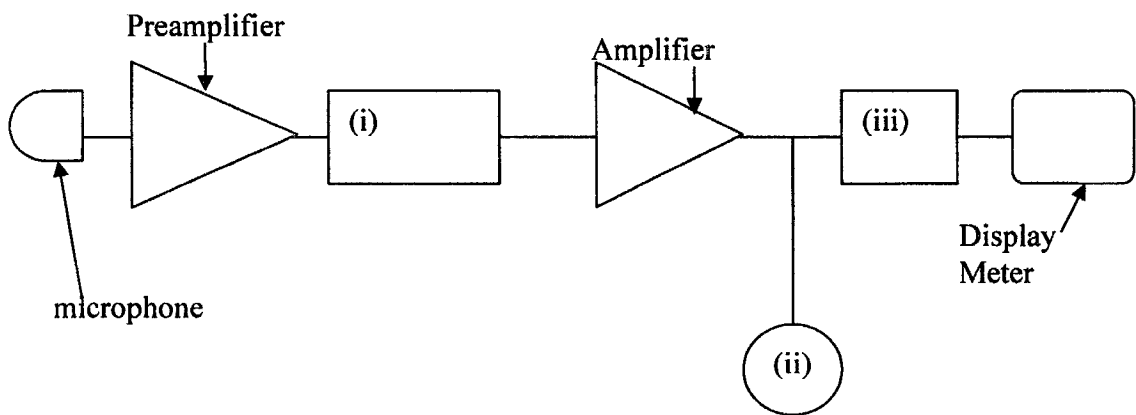 Preamplifier
Amplifier
(i)
(iii)
Display
Meter
microphone
(ii)